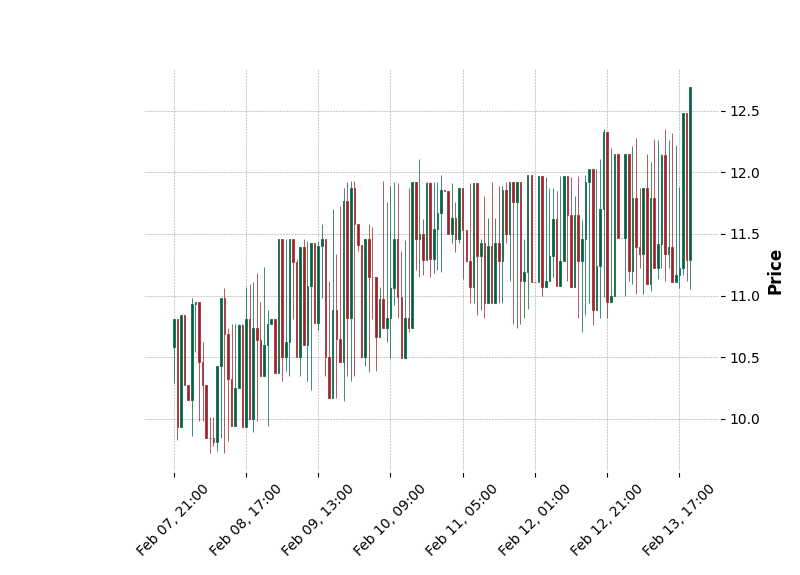 12.5
12.0
11.5
11.0
10.5
10.0
Price
Feb 07, 21:00
Feb 08, 17:00
Feb 09, 13:00
Feb 10, 09:00
Feb 11, 05:00
Feb 12, 01:00
Feb 12, 21:00
Feb 13, 17:00